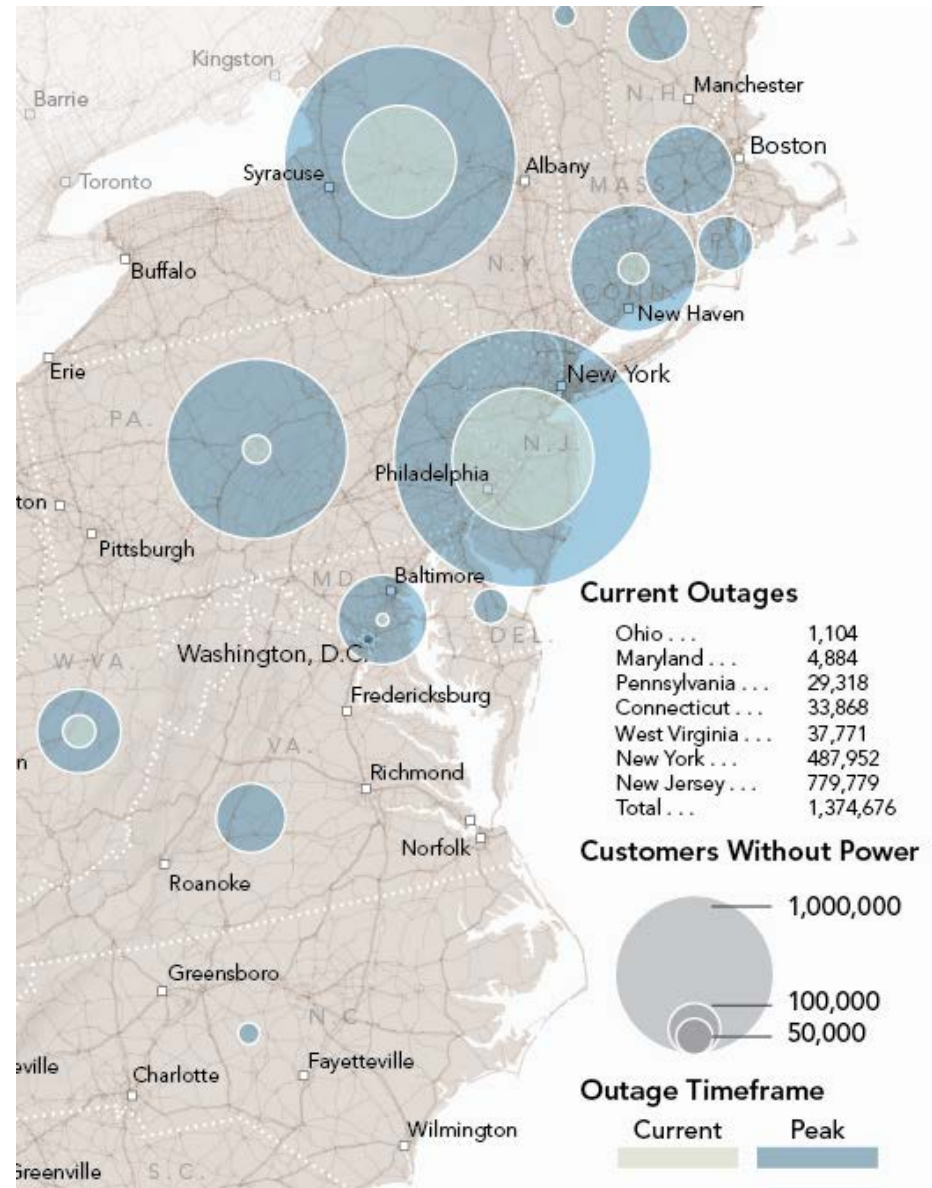 Kingston
Barrie
Manchester
N.H.
Boston
Toronto
Syracuse
Albany
MASS.
R.I.
Buffalo
N.Y.
CONN.
New Haven
Erie
New York
PA.
N.J.
Philadelphia
ton
Pittsburgh
MD.
Baltimore
DEL.
Washington, D.C.
W.VA.
Fredericksburg
VA.
n
Richmond
Norfolk
Roanoke
Greensboro
N.C.
eville
Charlotte
Fayetteville
Wilmington
Greenville
S.C.
Current Outages
Ohio . . . 1,104
Maryland . . . 4,884
Pennsylvania . . . 29,318
Connecticut . . . 33,868
West Virginia . . . 37,771
New York . . . 487,952
New Jersey . . . 779,779
Total . . . 1,374,676
Customers Without Power
1,000,000
100,000
50,000
Outage Timeframe
Current Peak